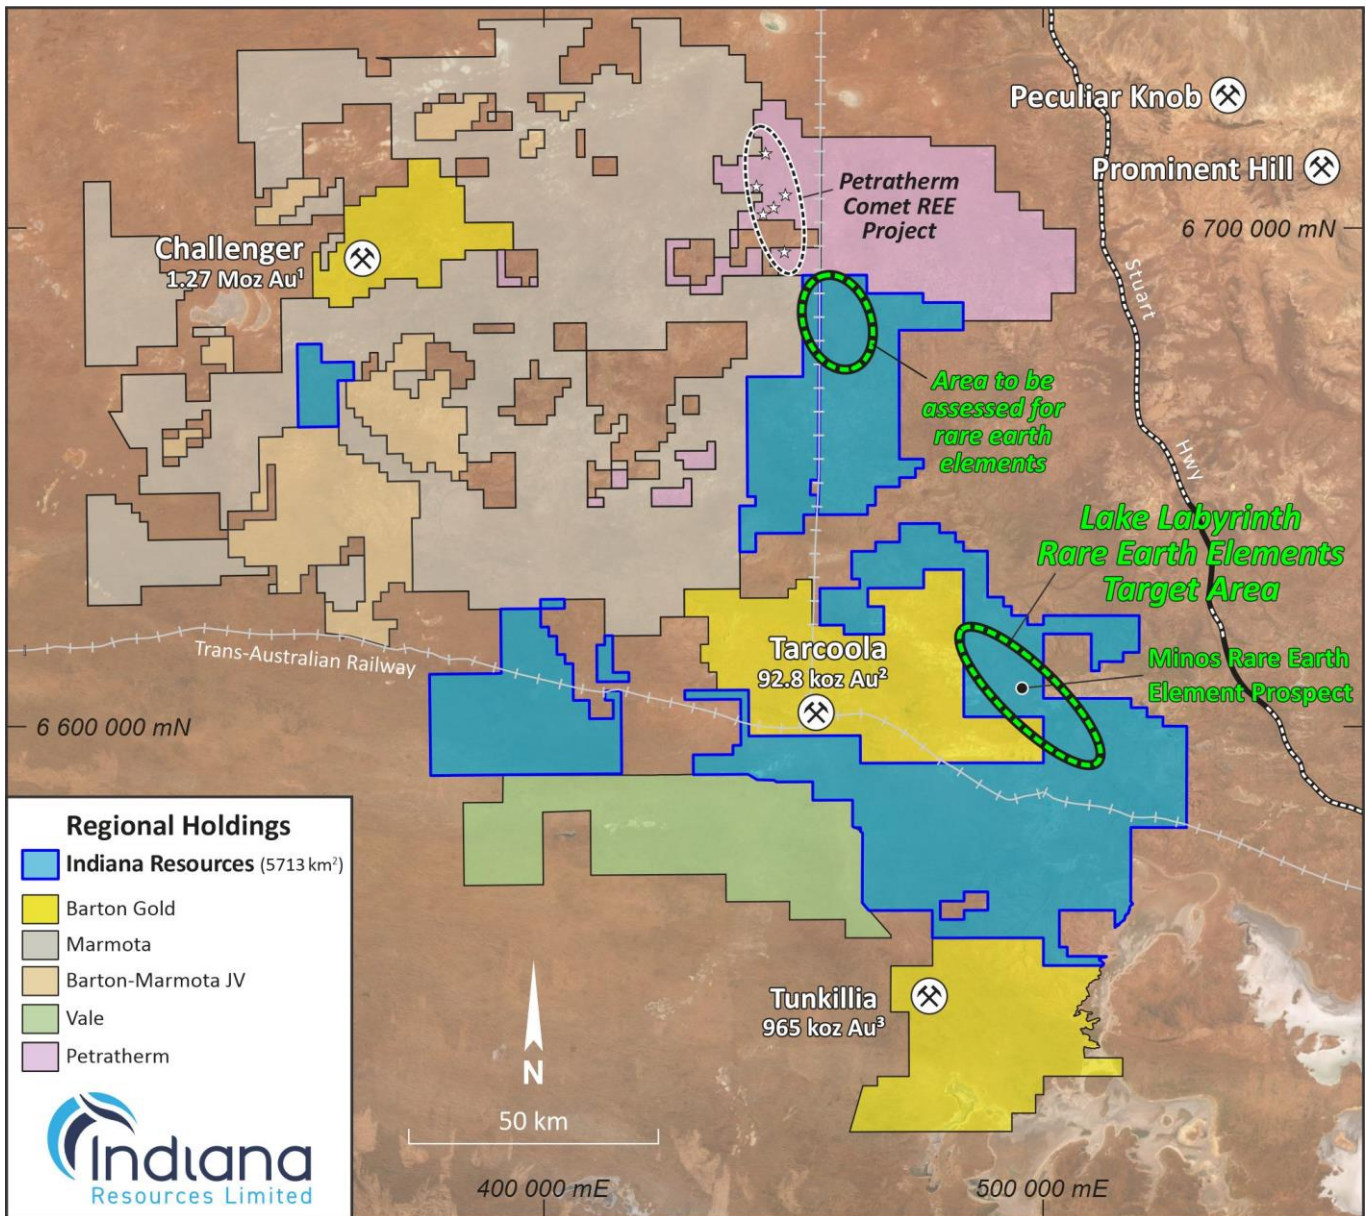 Peculiar Knob
Prominent Hill
6 700 000 mN
Petratherm
Comet REE
Project
Challenger
1.27 Moz Au¹
Stuart
Hwy
Area to be
assessed for
rare earth
elements
Lake Labyrinth
Rare Earth Elements
Target Area
Minos Rare Earth
Element Prospect
Trans-Australian Railway
Tarcoola
92.8 koz Au²
6 600 000 mN
Regional Holdings
Indiana Resources (5713 km²)
Barton Gold
Marmota
Barton-Marmota JV
Vale
Petratherm
Tunkillia
965 koz Au³
N
50 km
Indiana
Resources Limited
400 000 mE
500 000 mE